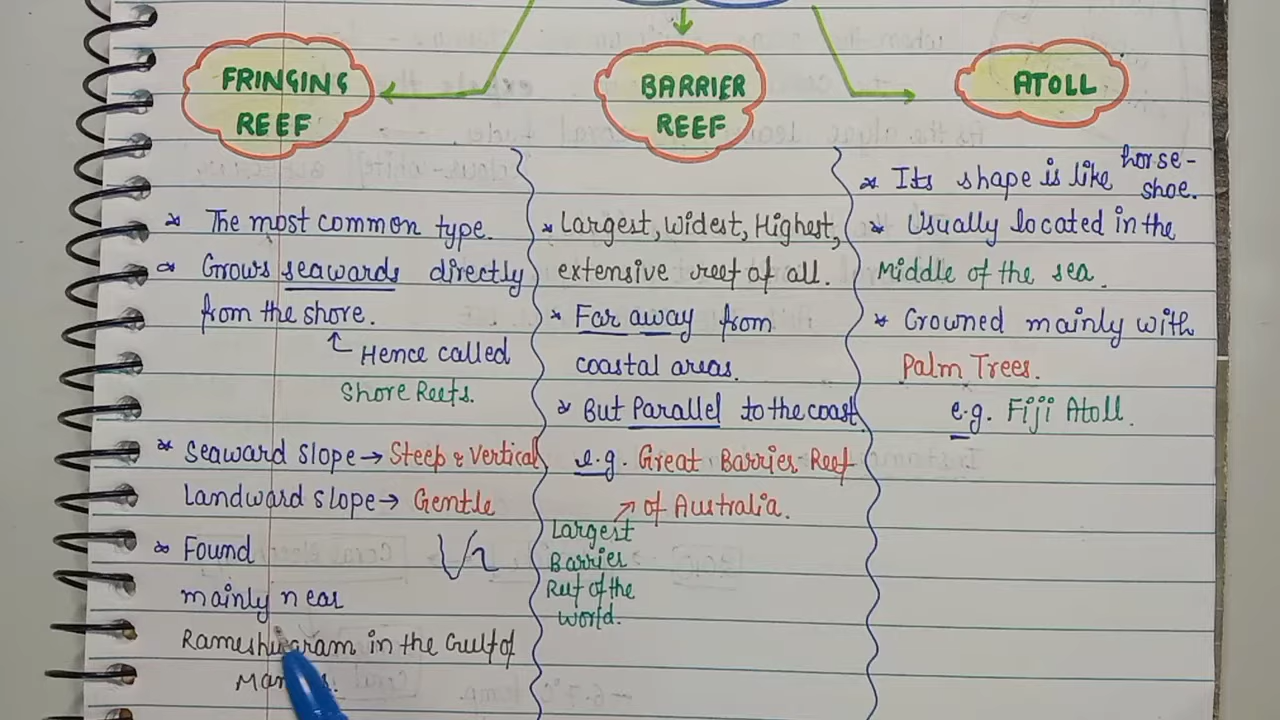 FRINGING
REEF
BARRIER
REEF
ATOLL
* The most common type.
* Grows seawards directly
from the shore.
Hence called
Shore Reefs.
* Seaward slope → Steep & Vertical
Landward slope → Gentle
* Found
mainly near
in the Gulf of
* Largest, Widest, Highest,
extensive reef of all.
* Far away from
coastal areas.
* But Parallel to the coast
e.g. Great Barrier Reef
of Australia.
Largest
Barrier
Reef of the
world.
* Its shape is like horse-
shoe.
* Usually located in the
Middle of the sea.
* Crowned mainly with
Palm Trees.
e.g. Fiji Atoll.